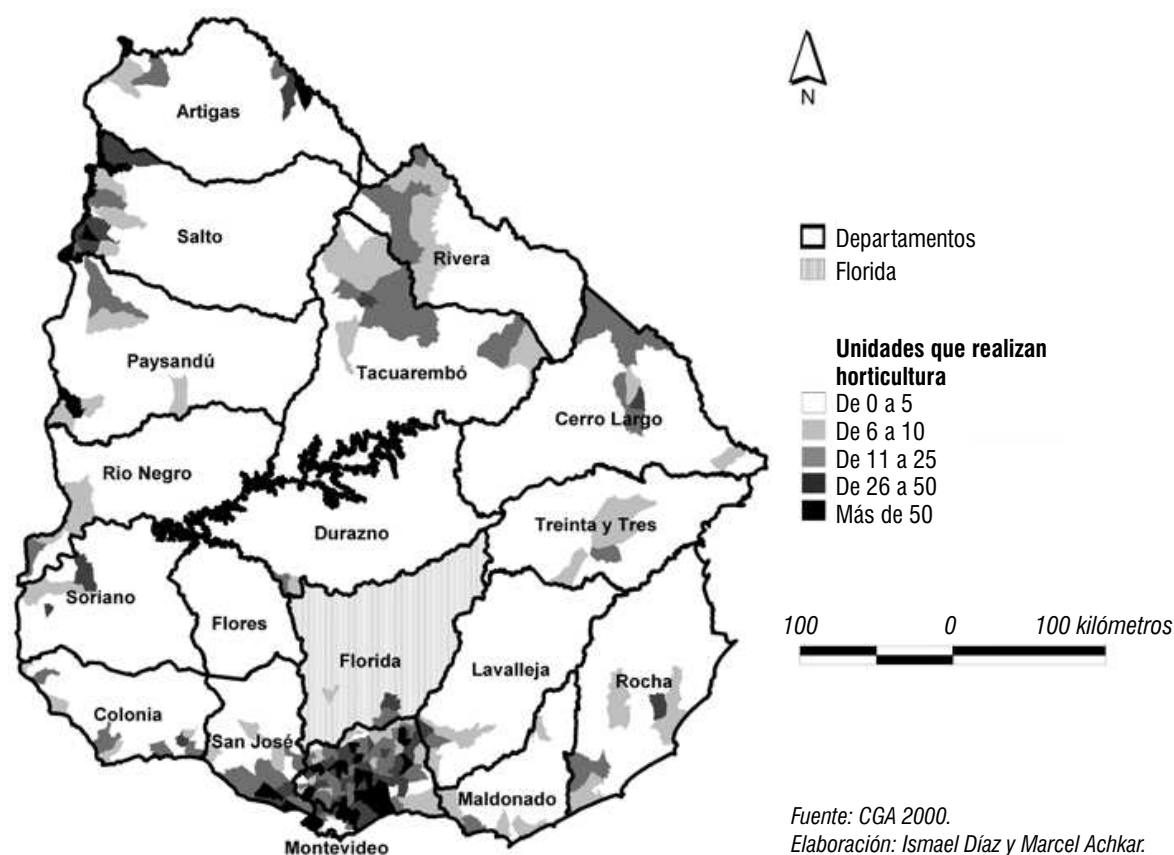 Artigas
Salto
Rivera
Paysandú
Tacuarembó
Cerro Largo
Rio Negro
Durazno
Treinta y Tres
Soriano
Flores
Florida
Lavalleja
Rocha
Colonia
San José
Maldonado
Montevideo
N
Departamentos
Florida
Unidades que realizan
horticultura
De 0 a 5
De 6 a 10
De 11 a 25
De 26 a 50
Más de 50
100 0 100 kilómetros
Fuente: CGA 2000.
Elaboración: Ismael Díaz y Marcel Achkar.